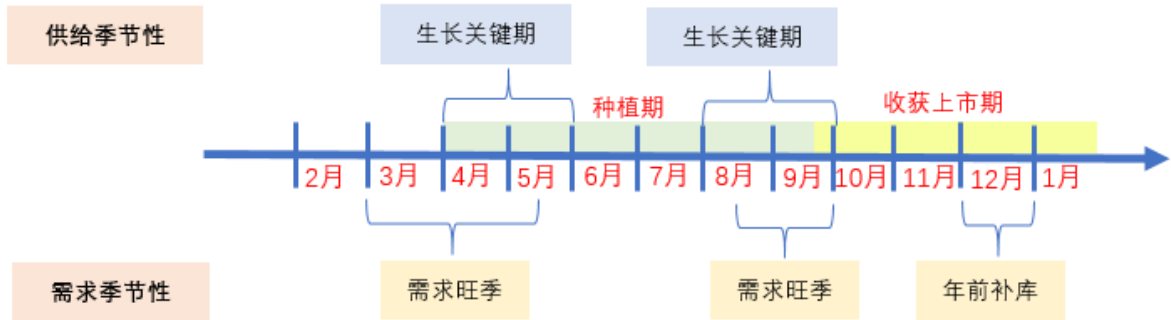 供给季节性
生长关键期
生长关键期
种植期
收获上市期
2月
3月
4月
5月
6月
7月
8月
9月
10月
11月
12月
1月
需求季节性
需求旺季
需求旺季
年前补库